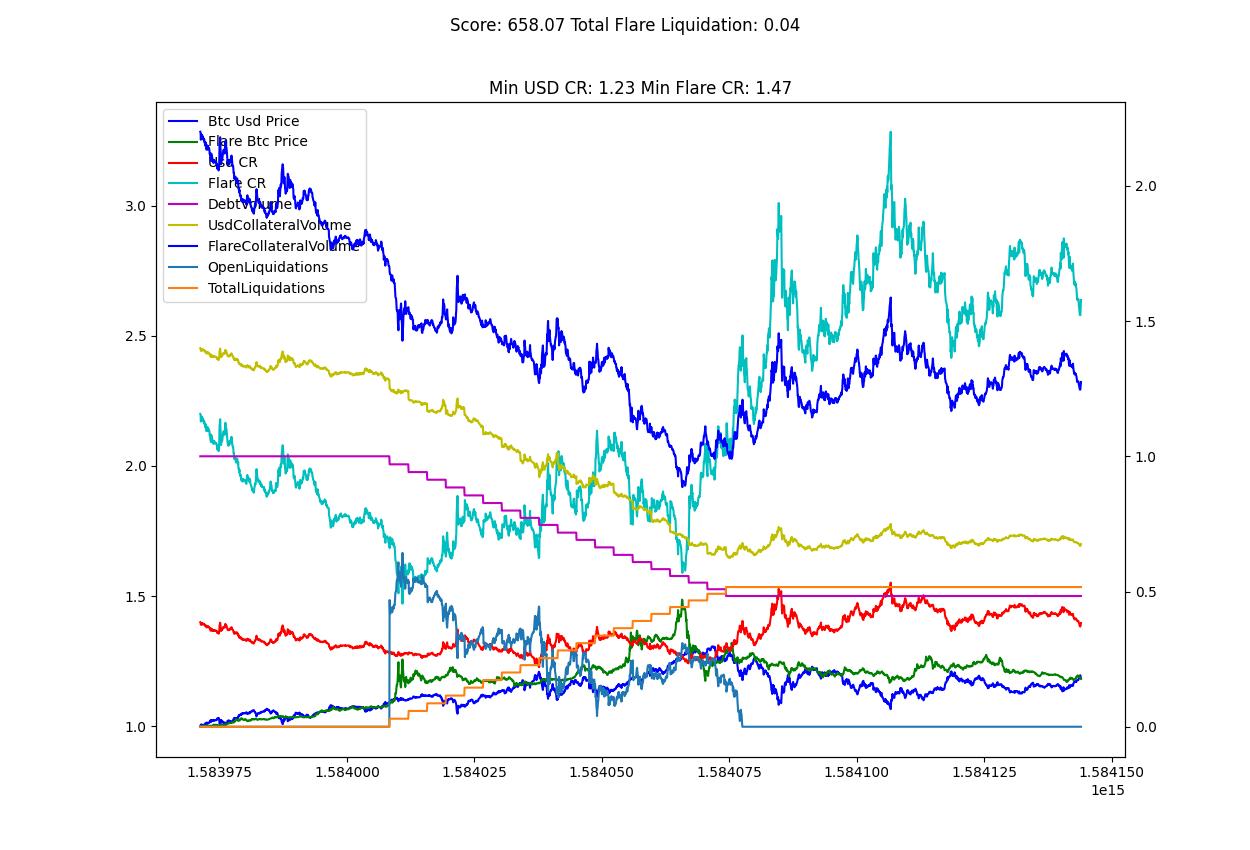 Score: 658.07 Total Flare Liquidation: 0.04
Min USD CR: 1.23 Min Flare CR: 1.47
Btc Usd Price
Flare Btc Price
Usd CR
Flare CR
DebtVolume
UsdCollateralVolume
FlareCollateralVolume
OpenLiquidations
TotalLiquidations
3.0
2.5
2.0
1.5
1.0
2.0
1.5
1.0
0.5
0.0
1.583975 1.584000 1.584025 1.584050 1.584075 1.584100 1.584125 1.584150
1e15